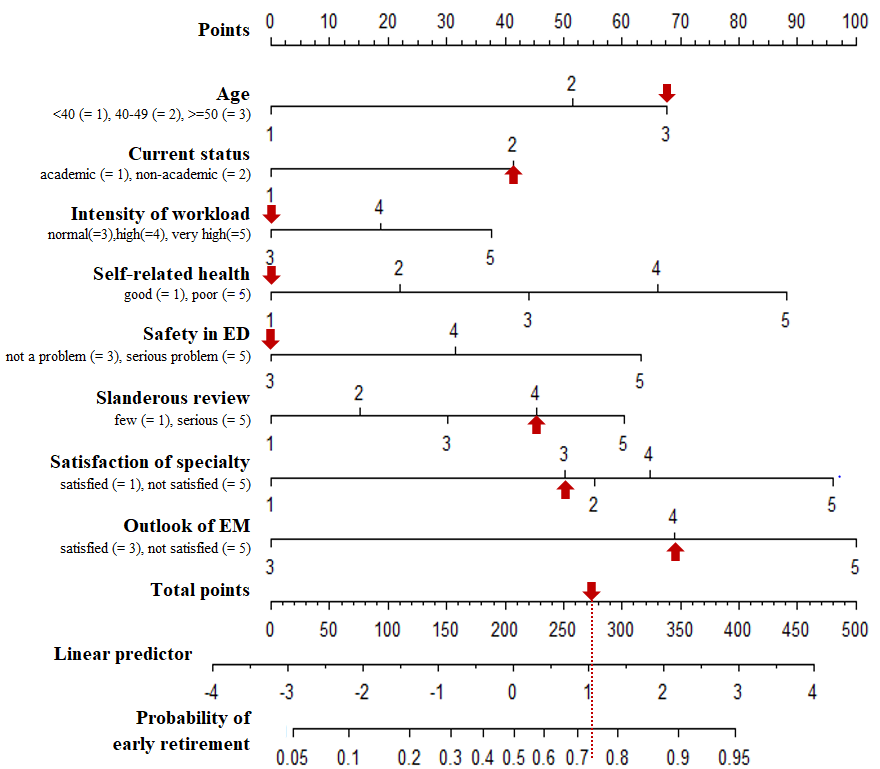 Points 0 10 20 30 40 50 60 70 80 90 100
Age 2
<40 (= 1), 40-49 (= 2), >=50 (= 3)
1 3
Current status 2
academic (= 1), non-academic (= 2)
1
Intensity of workload 4
normal(=3),high(=4), very high(=5)
3 5
Self-related health 2 4
good (= 1), poor (= 5)
1 3 5
Safety in ED 4
not a problem (= 3), serious problem (= 5)
3 5
Slanderous review 2 4
few (= 1), serious (= 5)
1 3 5
Satisfaction of specialty 3 4
satisfied (= 1), not satisfied (= 5)
1 2 5
Outlook of EM 4
satisfied (= 3), not satisfied (= 5)
3 5
Total points
0 50 100 150 200 250 300 350 400 450 500
Linear predictor
-4 -3 -2 -1 0 1 2 3 4
Probability of
early retirement
0.05 0.1 0.2 0.3 0.4 0.5 0.6 0.7 0.8 0.9 0.95